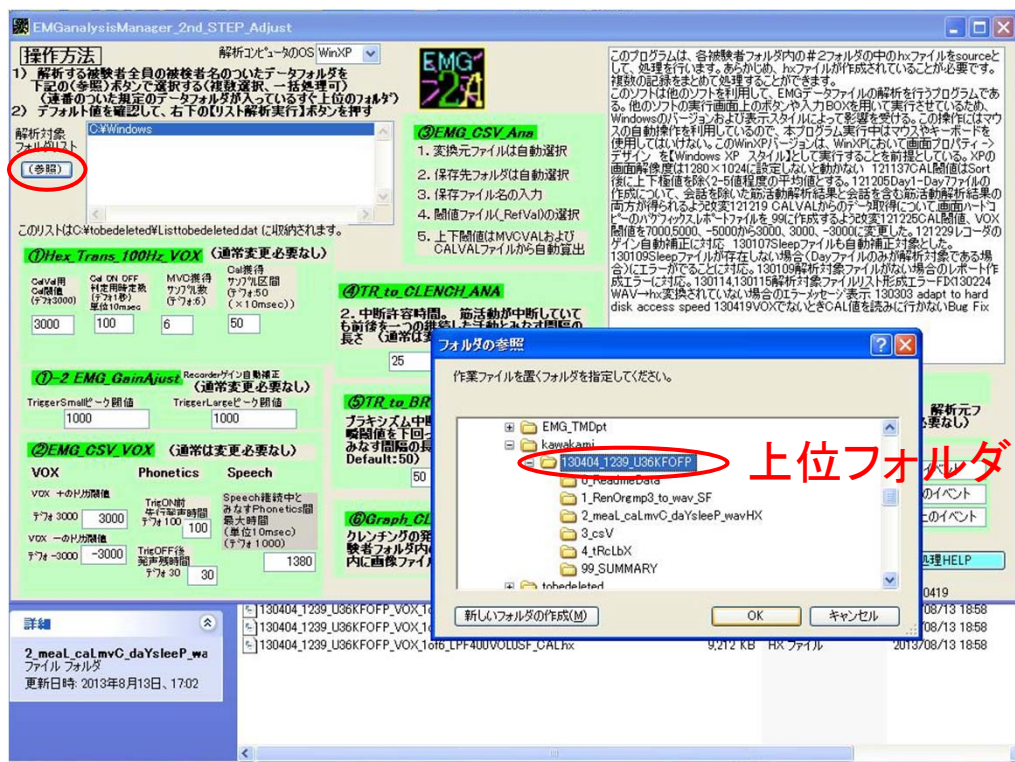 EMGanalysisManager_2nd_STEP_Adjust
操作方法
解析コンピュータのOS WinXP
1) 解析する被験者全員の被検者名のついたデータフォルダを
下記の(参照)ボタンで選択する(複数選択、一括処理可)
(連番のついた規定のデータフォルダが入っているすぐ上位のフォルダ)
2) デフォルト値を確認して、右下の【リスト解析実行】ボタンを押す
解析対象
フォルダリスト
(参照)
C:¥Windows
このリストはC:¥tobedeleted¥Listtobedeleted.dat に収納されます。
①Hex_Trans_100Hz_VOX (通常変更必要なし)
CalVal用
Cal閾値
(デフォ3000)
Cal ON OFF
判定用時定数
(デフォ1秒)
単位10msec
MVC獲得
サンプル数
(デフォ:6)
Cal獲得
サンプル区間
(デフォ:50
(×10msec))
3000
100
6
50
①-2 EMG_GainAjust Recorderゲイン自動補正
(通常変更必要なし)
TriggerSmallピーク閾値
TriggerLargeピーク閾値
1000
1000
②EMG_CSV_VOX (通常は変更必要なし)
VOX
Phonetics
Speech
VOX +のトリガ閾値
デフォ 3000
3000
VOX -のトリガ閾値
デフォ -3000
-3000
TrigON前
先行発声時間
デフォ 100
100
TrigOFF後
発声残時間
デフォ 30
30
Speech継続中と
みなすPhonetics間
最大時間
(単位10msec)
(デフォ1000)
1380
EMG
2A
③EMG_CSV_Ana
1. 変換元ファイルは自動選択
2. 保存先フォルダは自動選択
3. 保存ファイル名の入力
4. 閾値ファイル(_RefVal)の選択
5. 上下閾値はMVCVALおよび
CALVALファイルから自動算出
④TR_to_CLENCH_ANA
2. 中断許容時間。 筋活動が中断していて
も前後を一つの継続した活動とみなす間隔の
長さ (通常は変
25
⑤TR_to_BR
ブラキシズム中
瞬閾値を下回っ
みなす間隔の長
Default:50)
50
⑥Graph_CL
クレンチングの発
験者フォルダ内の
内に画像ファイル
このプログラムは、各被験者フォルダ内の#2フォルダの中のhxファイルをsourceと
して、処理を行います。あらかじめ、hxファイルが作成されていることが必要です。
複数の記録をまとめて処理することができます。
このソフトは他のソフトを利用して、EMGデータファイルの解析を行うプログラムであ
る。他のソフトの実行画面上のボタンや入力BOXを用いて実行させているため、
Windowsのバージョンおよび表示スタイルによって影響を受ける。この操作にはマウ
スの自動操作を利用しているので、本プログラム実行中はマウスやキーボードを
使用してはいけない。このWinXPバージョンは、WinXPにおいて画面プロパティ->
デザイン を【Windows XP スタイル】として実行することを前提としている。XPの
画面解像度は1280×1024に設定しないと動かない 121137CAL閾値はSort
後に上下極値を除く2-5値程度の平均値とする。121205Day1-Day7ファイルの
作成について、会話を除いた筋活動解析結果と会話を含む筋活動解析結果の
両方が得られるよう改変121219 CALVALからのデータ取得について画面ハードコ
ピーのバウフィックスレポートファイルを_99に作成するよう改変121225CAL閾値、VOX
閾値を7000,5000、-5000から3000、3000、-3000に変更した。121229レコーダの
ゲイン自動補正に対応 130107Sleepファイルも自動補正対象とした。
130109Sleepファイルが存在しない場合(Dayファイルのみが解析対象である場
合)にエラーがでることに対応。130109解析対象ファイルがない場合のレポート作
成エラーに対応。130114,130115解析対象ファイルリスト形成エラーFIX130224
WAV→hx変換されていない場合のエラーメッセージ表示 130303 adapt to hard
disk access speed 130419VOXでないときCAL値を読みに行かないBug Fix
フォルダの参照
作業ファイルを置くフォルダを指定してください。
EMG_TMDpt
kawakami
130404_1239_U36KFOFP
0_ReadmeData
1_RenOrgmp3_to_wav_SF
2_meaL_caLmvC_daYsleeP_wavHX
3_csV
4_tRcLbX
99_SUMMARY
tobedeleted
新しいフォルダの作成(M)
OK
キャンセル
上位フォルダ
解析元フ
必要なし)
のイベント
上のイベント
処理HELP
0419
詳細
2_meaL_caLmvC_daYsleeP_wa
ファイル フォルダ
更新日時: 2013年8月13日、17:02
130404_1239_U36KFOFP_VOX_1o
130404_1239_U36KFOFP_VOX_1o
130404_1239_U36KFOFP_VOX_1of6_LPF400VOLUSF_CAL.hx
9,212 KB
HX ファイル
/08/13 18:58
/08/13 18:58
2013/08/13 18:58